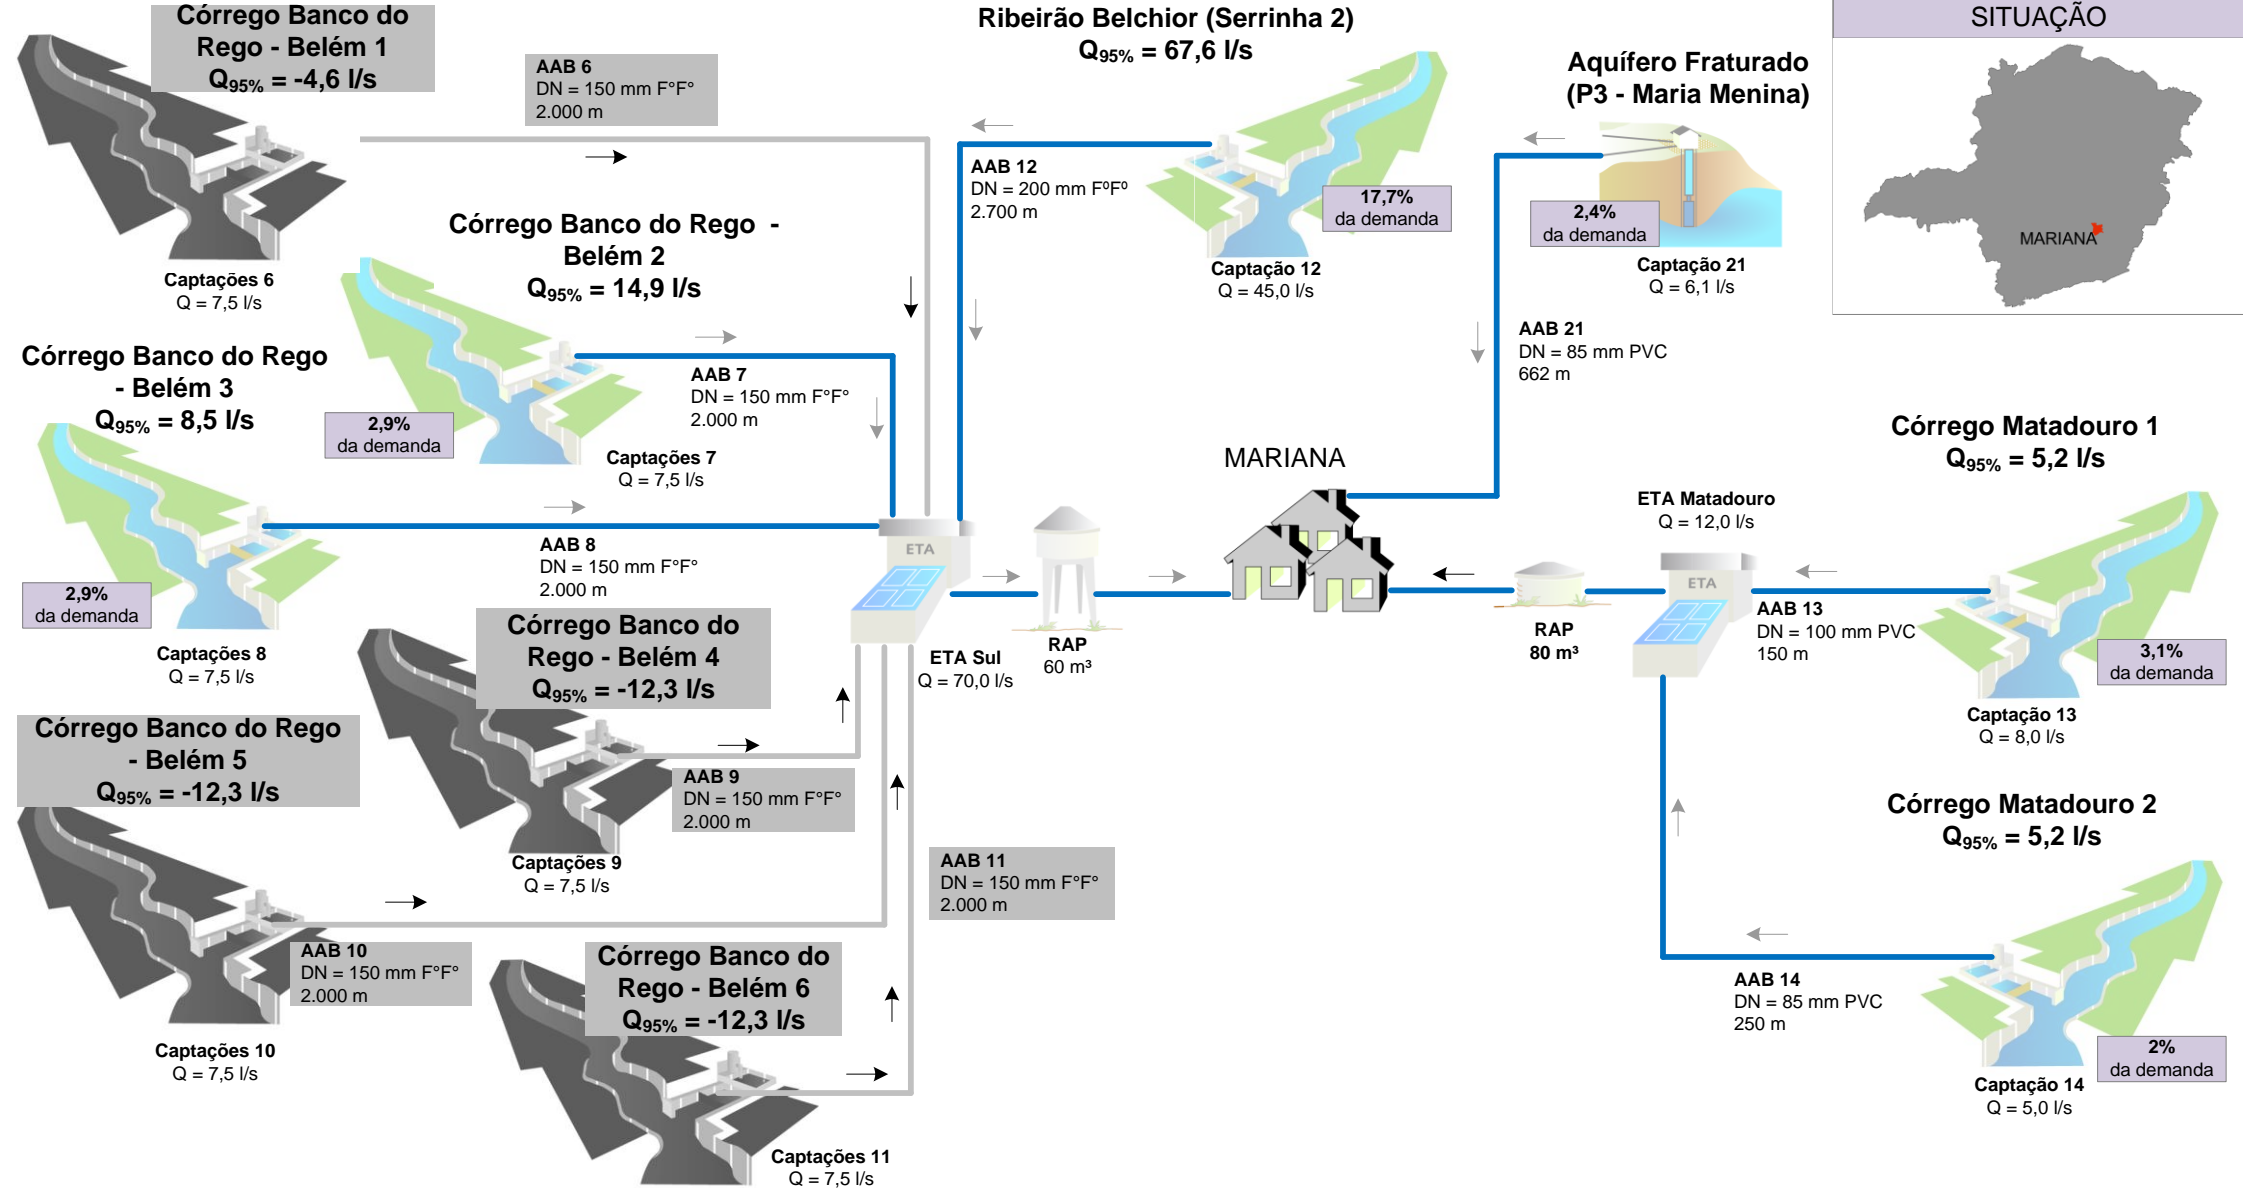 Córrego Banco do
Rego - Belém 1
Q95% = -4,6 l/s
AAB 6
DN = 150 mm F°F°
2.000 m
Captações 6
Q = 7,5 l/s
Córrego Banco do Rego -
Belém 2
Q95% = 14,9 l/s
AAB 7
DN = 150 mm F°F°
2.000 m
2,9%
da demanda
Captações 7
Q = 7,5 l/s
Córrego Banco do Rego
- Belém 3
Q95% = 8,5 l/s
AAB 8
DN = 150 mm F°F°
2.000 m
2,9%
da demanda
Captações 8
Q = 7,5 l/s
Córrego Banco do
Rego - Belém 4
Q95% = -12,3 l/s
AAB 9
DN = 150 mm F°F°
2.000 m
Captações 9
Q = 7,5 l/s
Córrego Banco do Rego
- Belém 5
Q95% = -12,3 l/s
AAB 10
DN = 150 mm F°F°
2.000 m
Captações 10
Q = 7,5 l/s
Córrego Banco do
Rego - Belém 6
Q95% = -12,3 l/s
AAB 11
DN = 150 mm F°F°
2.000 m
Captações 11
Q = 7,5 l/s
Ribeirão Belchior (Serrinha 2)
Q95% = 67,6 l/s
AAB 12
DN = 200 mm FºFº
2.700 m
17,7%
da demanda
Captação 12
Q = 45,0 l/s
Aquífero Fraturado
(P3 - Maria Menina)
2,4%
da demanda
Captação 21
Q = 6,1 l/s
AAB 21
DN = 85 mm PVC
662 m
SITUAÇÃO
MARIANA
ETA
ETA Sul
Q = 70,0 l/s
RAP
60 m³
MARIANA
RAP
80 m³
ETA Matadouro
Q = 12,0 l/s
ETA
Córrego Matadouro 1
Q95% = 5,2 l/s
AAB 13
DN = 100 mm PVC
150 m
3,1%
da demanda
Captação 13
Q = 8,0 l/s
Córrego Matadouro 2
Q95% = 5,2 l/s
AAB 14
DN = 85 mm PVC
250 m
2%
da demanda
Captação 14
Q = 5,0 l/s